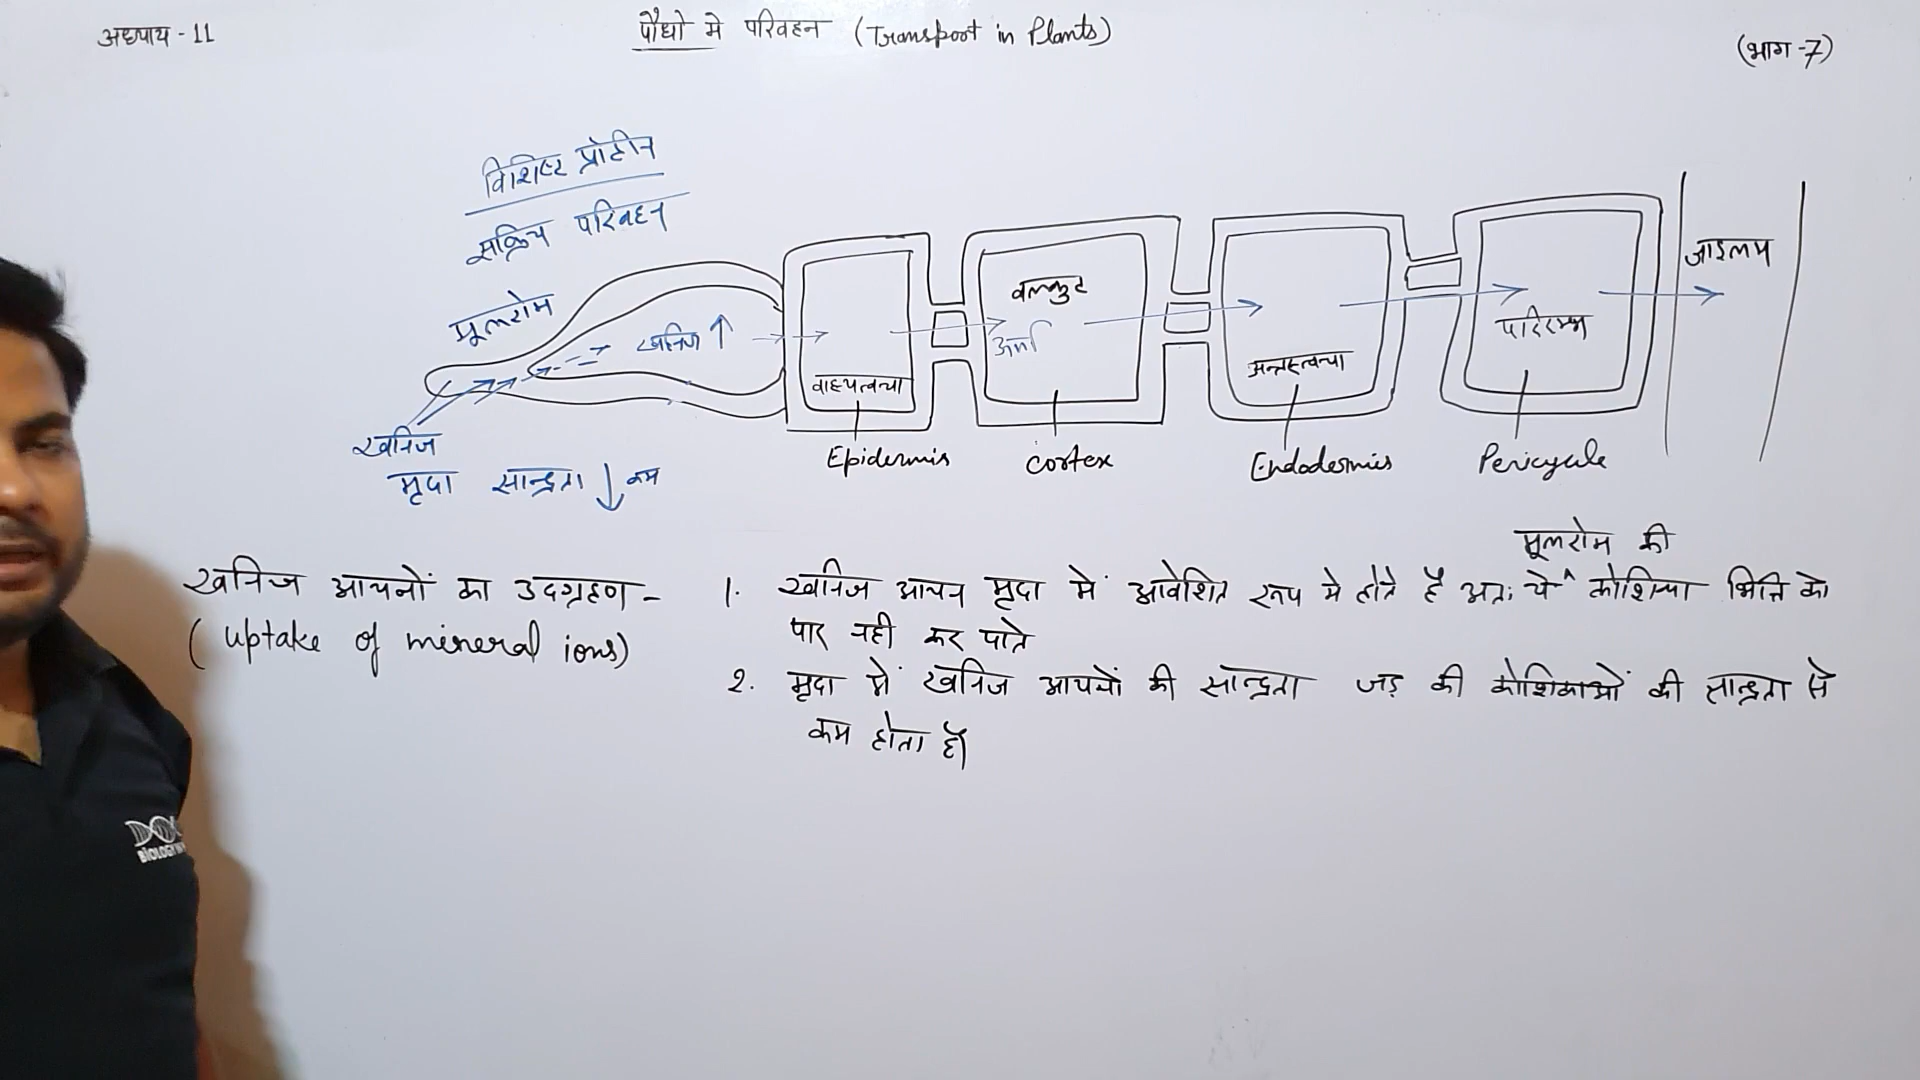 अध्याय - 11
पौधो मे परिवहन (Transport in Plants)
(भाग -7)
विशिष्ट प्रोटीन
सक्रिय परिवहन
मूलरोम
खनिज ↑
खनिज
मृदा सान्द्रता ↓ कम
वाह्यत्वचा
वल्कुट
अन्तस्त्वचा
परिरम्भ
जाइलम
Epidermis
Cortex
Endodermis
Pericycle
खनिज आयनों का उदग्रहण -
(uptake of mineral ions)
1. खनिज आयन मृदा में आवेशित रूप मे होते है अतः ये ^ कोशिका भित्ति को
मूलरोम की
पार नही कर पाते
2. मृदा में खनिज आयनों की सान्द्रता जड़ की कोशिकाओं की सान्द्रता से
कम होता है।
BIOLOGY